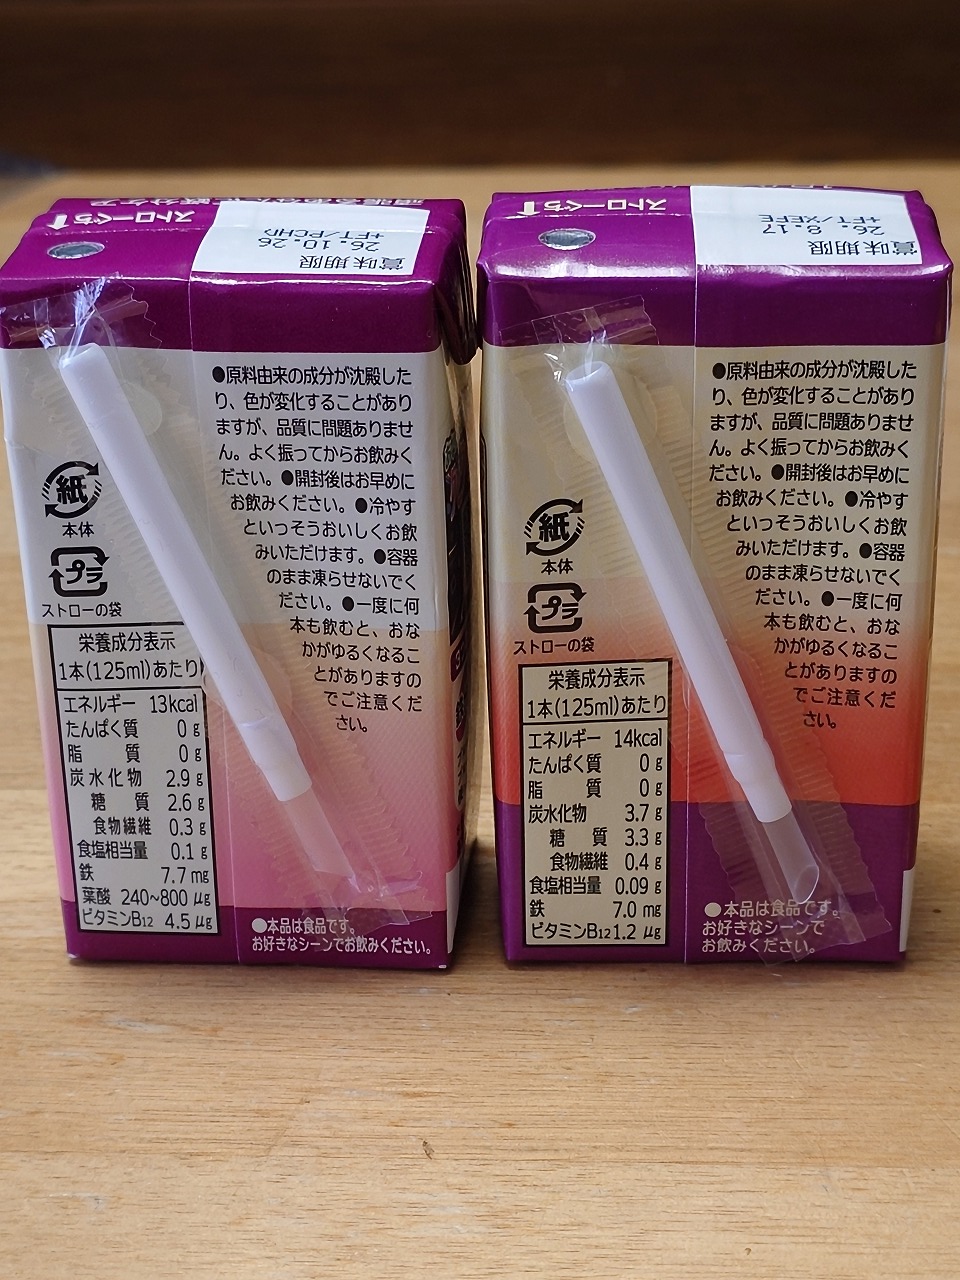 ストローぐち
賞味期限
26.10.26
+FT/PCHD
●原料由来の成分が沈殿した
り、色が変化することがあり
ますが、品質に問題ありませ
ん。よく振ってからお飲みく
ださい。●開封後はお早めに
お飲みください。●冷やす
といっそうおいしくお飲
みいただけます。●容器
のまま凍らせないでく
ださい。●一度に何
本も飲むと、おな
かがゆるくなるこ
とがありますの
でご注意くだ
さい。
紙
本体
プラ
ストローの袋
栄養成分表示
1本(125ml)あたり
エネルギー 13kcal
たんぱく質 0g
脂質 0g
炭水化物 2.9g
糖質 2.6g
食物繊維 0.3g
食塩相当量 0.1g
鉄 7.7mg
葉酸 240~800μg
ビタミンB12 4.5μg
●本品は食品です。
お好きなシーンでお飲みください。
ストローぐち
賞味期限
26.8.17
+FT/XEFE
●原料由来の成分が沈殿した
り、色が変化することがあり
ますが、品質に問題ありませ
ん。よく振ってからお飲みく
ださい。●開封後はお早めに
お飲みください。●冷やす
といっそうおいしくお飲
みいただけます。●容器
のまま凍らせないでく
ださい。●一度に何
本も飲むと、おな
かがゆるくなるこ
とがありますの
でご注意くだ
さい。
紙
本体
プラ
ストローの袋
栄養成分表示
1本(125ml)あたり
エネルギー 14kcal
たんぱく質 0g
脂質 0g
炭水化物 3.7g
糖質 3.3g
食物繊維 0.4g
食塩相当量 0.09g
鉄 7.0mg
ビタミンB12 1.2μg
●本品は食品です。
お好きなシーンで
お飲みください。